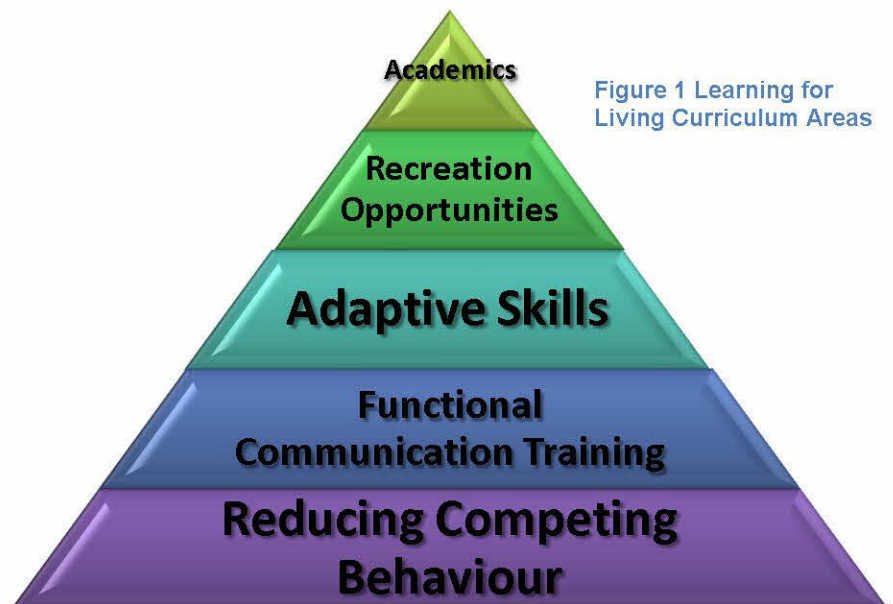 Academics
Figure 1 Learning for
Living Curriculum Areas
Recreation
Opportunities
Adaptive Skills
Functional
Communication Training
Reducing Competing
Behaviour